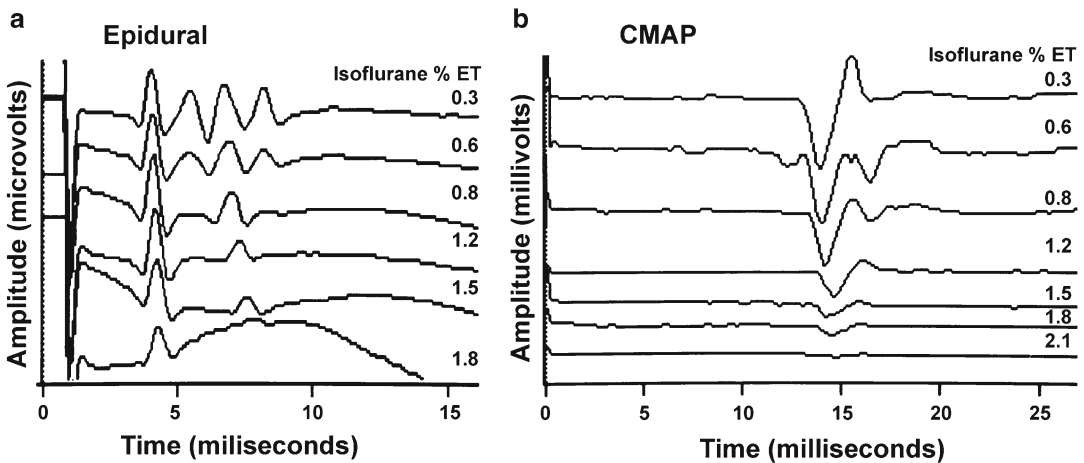 a
Epidural
Isoflurane % ET
0.3
0.6
0.8
1.2
1.5
1.8
Amplitude (microvolts)
0 5 10 15
Time (miliseconds)
b
CMAP
Isoflurane % ET
0.3
0.6
0.8
1.2
1.5
1.8
2.1
Amplitude (millivolts)
0 5 10 15 20 25
Time (milliseconds)